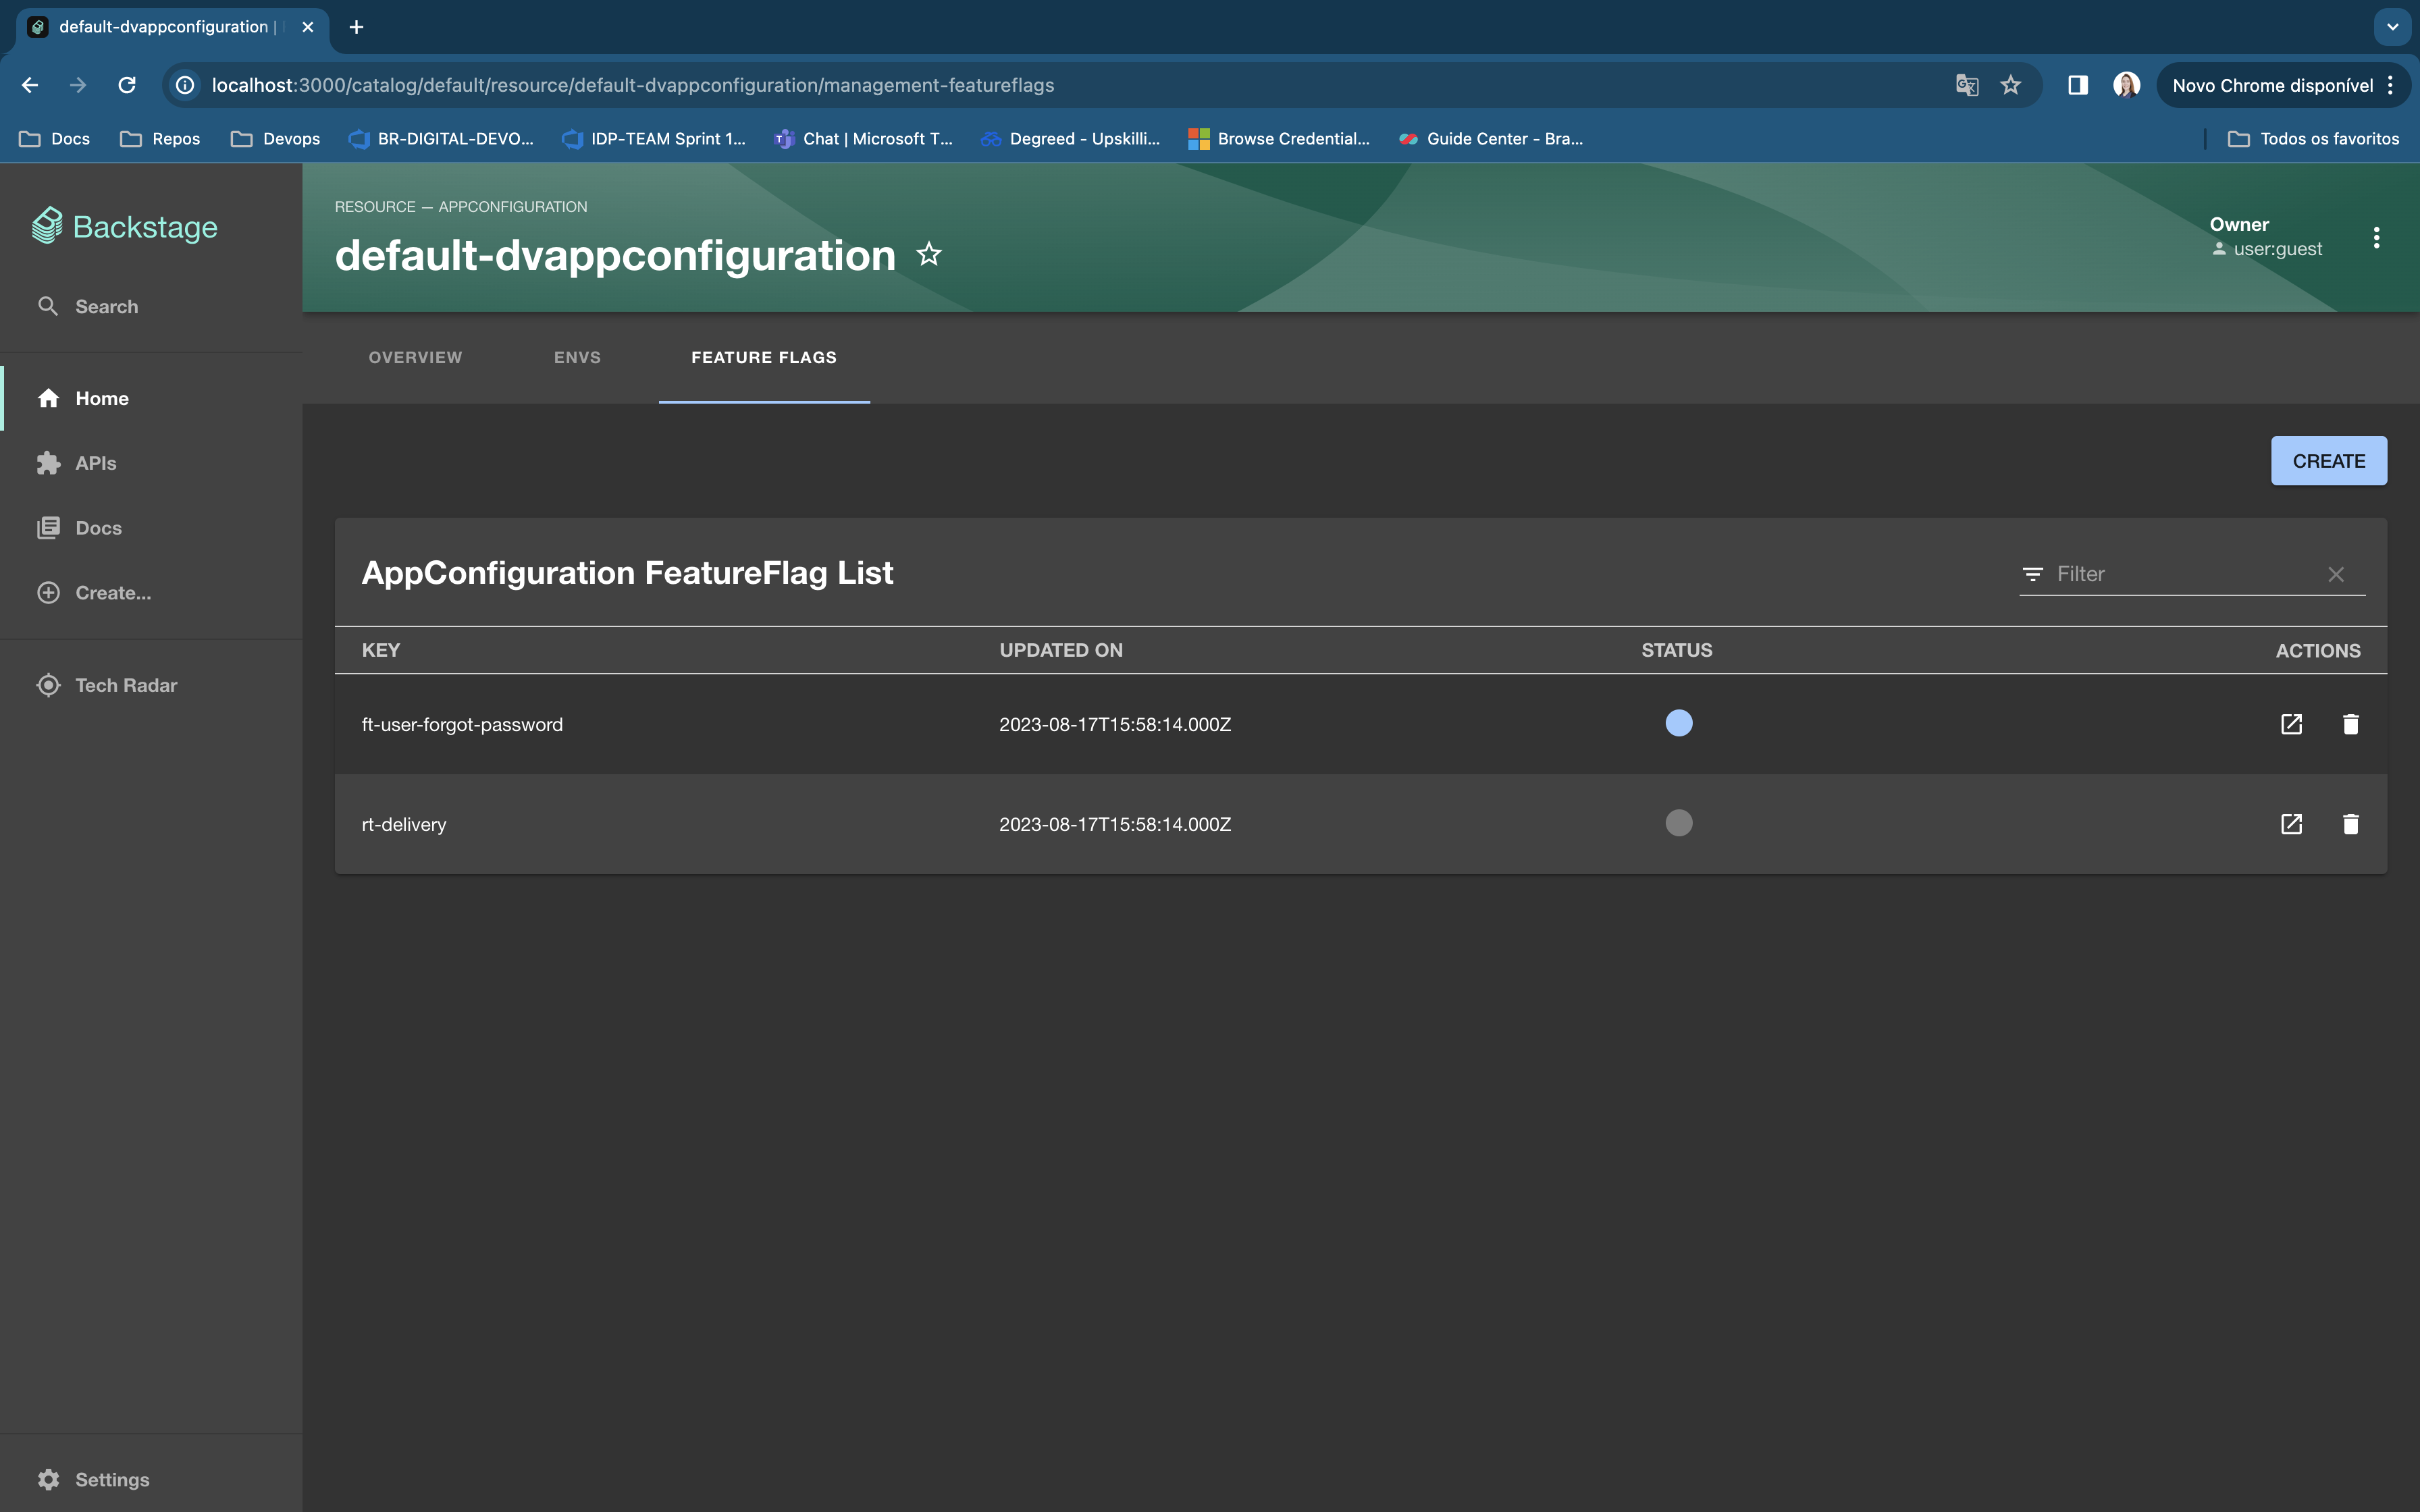 default-dvappconfiguration |
localhost:3000/catalog/default/resource/default-dvappconfiguration/management-featureflags
Novo Chrome disponível
Docs
Repos
Devops
BR-DIGITAL-DEVO...
IDP-TEAM Sprint 1...
Chat | Microsoft T...
Degreed - Upskilli...
Browse Credential...
Guide Center - Bra...
Todos os favoritos
Backstage
Search
Home
APIs
Docs
Create...
Tech Radar
Settings
RESOURCE — APPCONFIGURATION
default-dvappconfiguration
Owner
user:guest
OVERVIEW ENVS FEATURE FLAGS
CREATE
AppConfiguration FeatureFlag List
Filter
KEY UPDATED ON STATUS ACTIONS
ft-user-forgot-password 2023-08-17T15:58:14.000Z
rt-delivery 2023-08-17T15:58:14.000Z